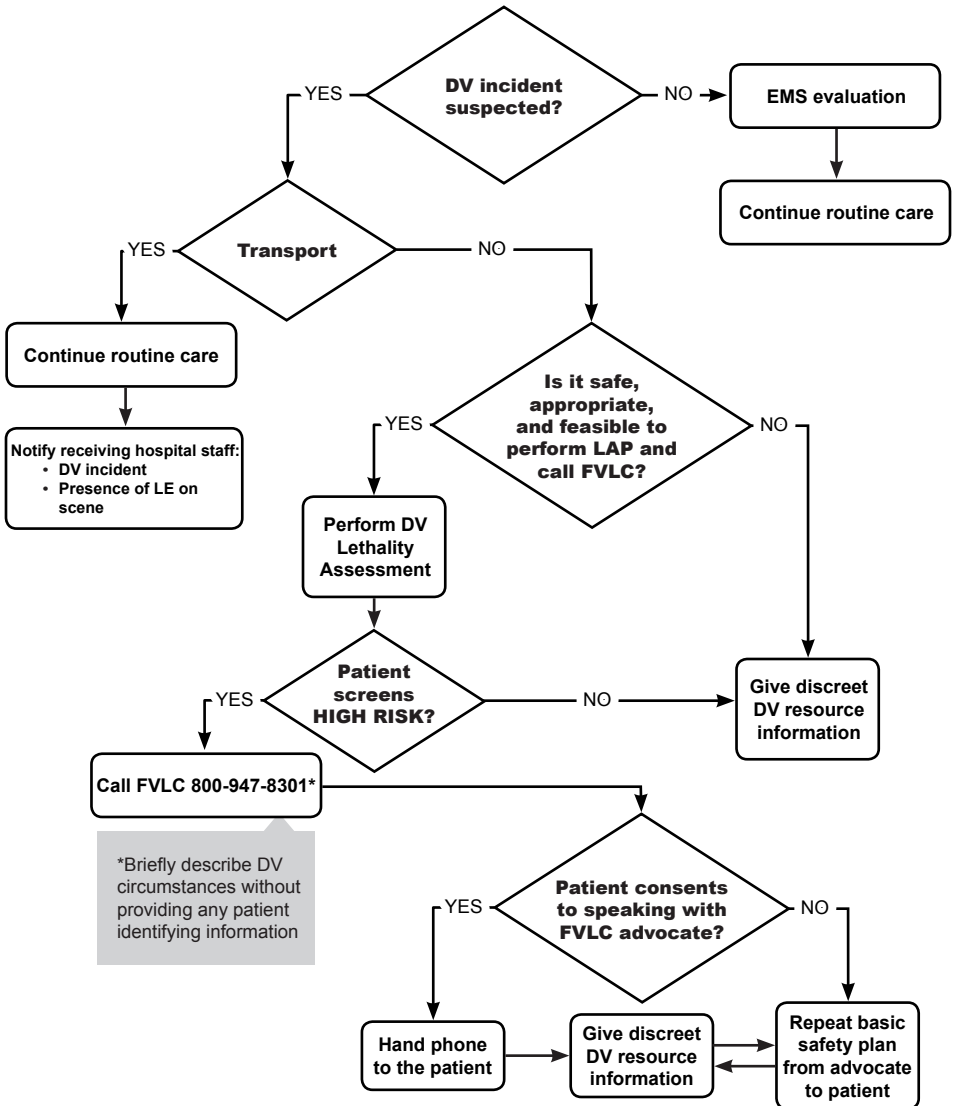 DV incident
suspected?
YES
NO
EMS evaluation
Continue routine care
Transport
YES
NO
Continue routine care
Notify receiving hospital staff:
• DV incident
• Presence of LE on
scene
Is it safe,
appropriate,
and feasible to
perform LAP and
call FVLC?
YES
NO
Perform DV
Lethality
Assessment
Patient
screens
HIGH RISK?
YES
NO
Give discreet
DV resource
information
Call FVLC 800-947-8301*
*Briefly describe DV
circumstances without
providing any patient
identifying information
Patient consents
to speaking with
FVLC advocate?
YES
NO
Hand phone
to the patient
Give discreet
DV resource
information
Repeat basic
safety plan
from advocate
to patient